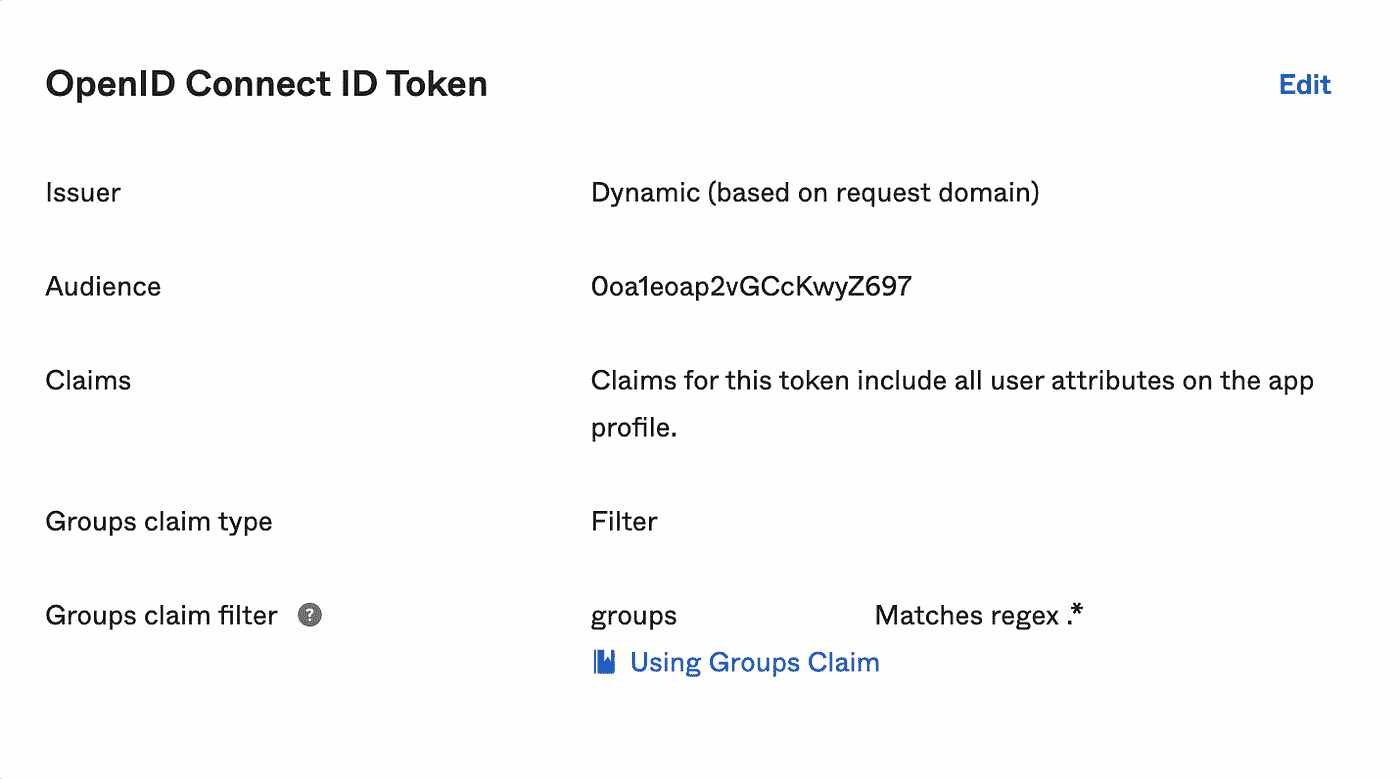 OpenID Connect ID Token
Edit
Issuer
Dynamic (based on request domain)
Audience
0oa1eoap2vGCcKwyZ697
Claims
Claims for this token include all user attributes on the app
profile.
Groups claim type
Filter
Groups claim filter ?
groups
Matches regex .*
Using Groups Claim